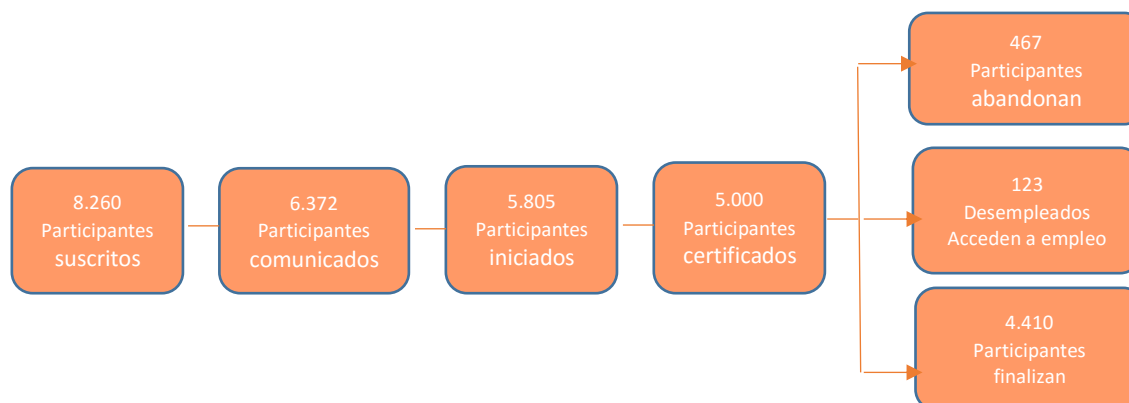 8.260
Participantes
suscritos
6.372
Participantes
comunicados
5.805
Participantes
iniciados
5.000
Participantes
certificados
467
Participantes
abandonan
123
Desempleados
Acceden a empleo
4.410
Participantes
finalizan